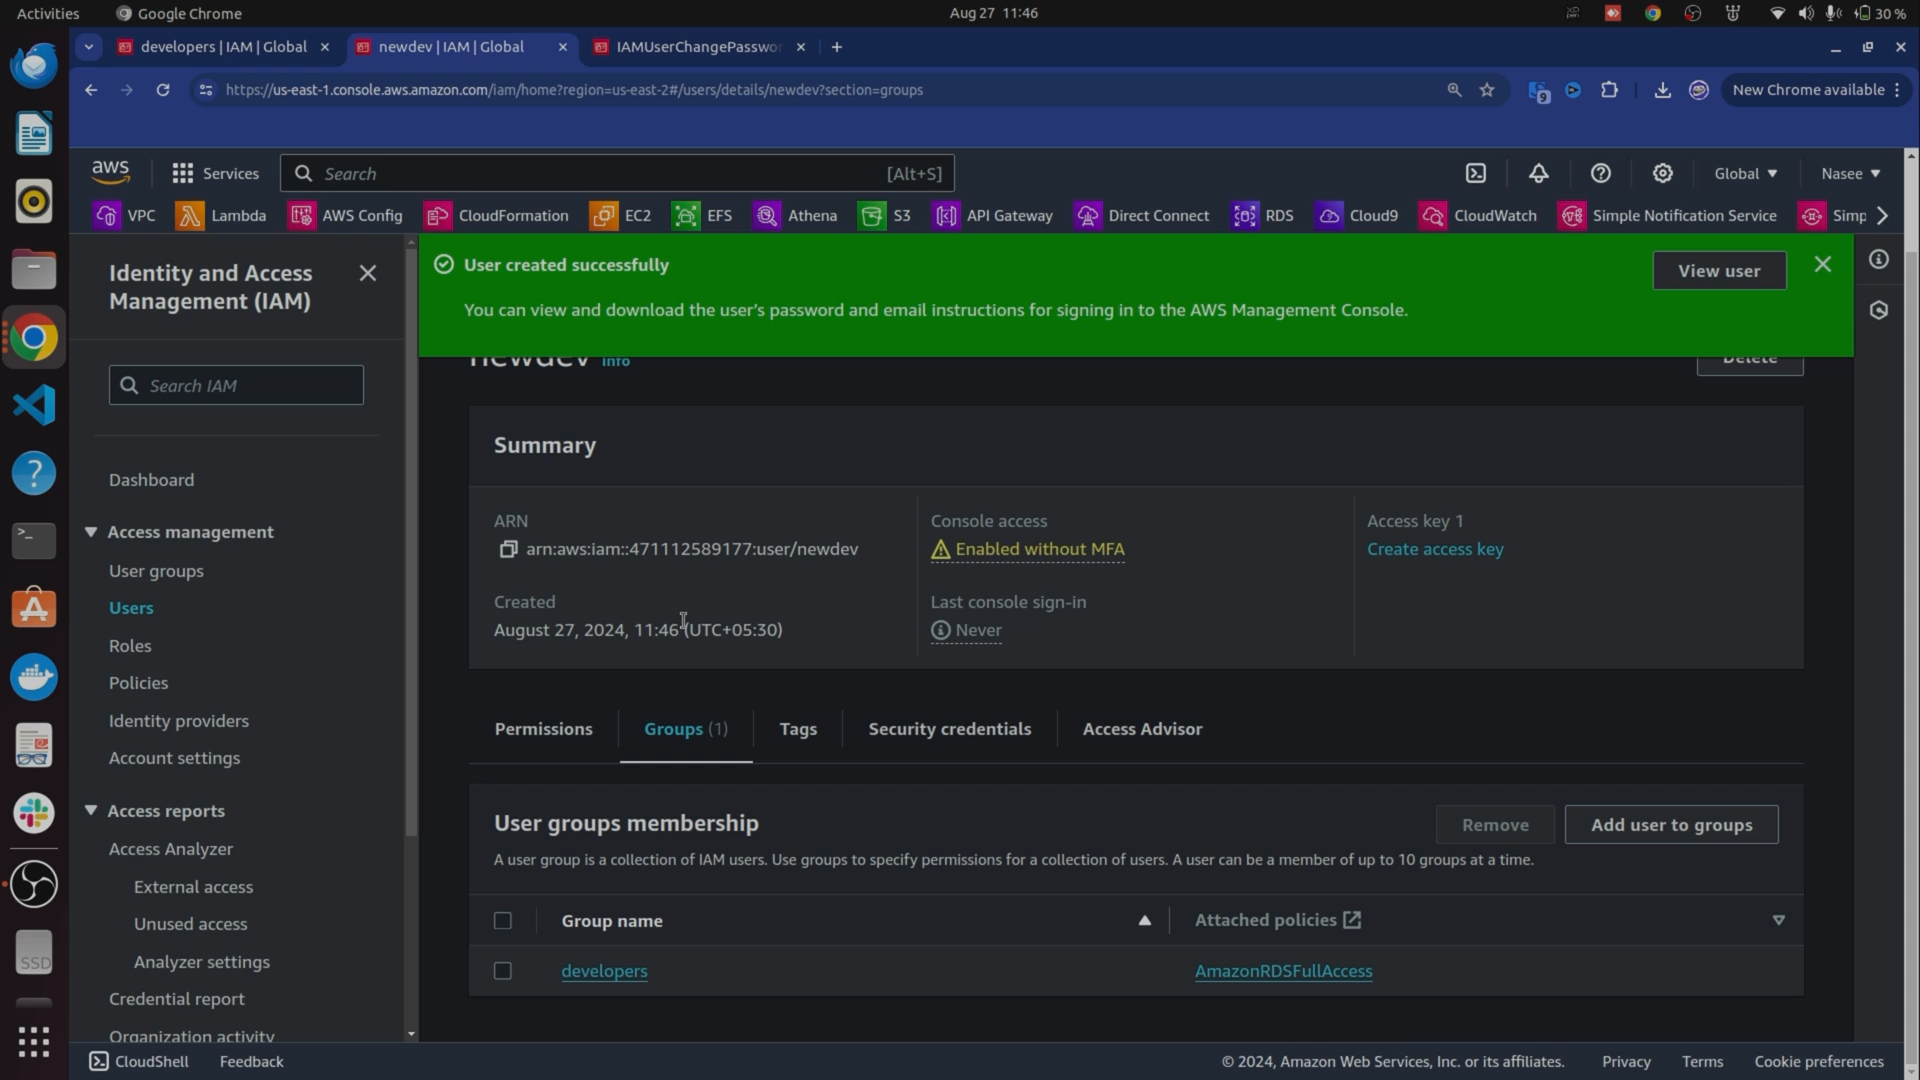 Activities
Google Chrome
Aug 27 11:46
30 %
developers | IAM | Global
newdev | IAM | Global
IAMUserChangePasswor
https://us-east-1.console.aws.amazon.com/iam/home?region=us-east-2#/users/details/newdev?section=groups
9
New Chrome available
aws
Services
Search
[Alt+S]
Global
Nasee
VPC
Lambda
AWS Config
CloudFormation
EC2
EFS
Athena
S3
API Gateway
Direct Connect
RDS
Cloud9
CloudWatch
Simple Notification Service
Simp
Identity and Access
Management (IAM)
Search IAM
Dashboard
Access management
User groups
Users
Roles
Policies
Identity providers
Account settings
Access reports
Access Analyzer
External access
Unused access
Analyzer settings
Credential report
Organization activity
User created successfully
View user
You can view and download the user's password and email instructions for signing in to the AWS Management Console.
newdev Info
Delete
Summary
ARN
arn:aws:iam::471112589177:user/newdev
Console access
Enabled without MFA
Access key 1
Create access key
Created
August 27, 2024, 11:46 (UTC+05:30)
Last console sign-in
Never
Permissions
Groups (1)
Tags
Security credentials
Access Advisor
User groups membership
Remove
Add user to groups
A user group is a collection of IAM users. Use groups to specify permissions for a collection of users. A user can be a member of up to 10 groups at a time.
Group name
Attached policies
developers
AmazonRDSFullAccess
SSD
CloudShell
Feedback
© 2024, Amazon Web Services, Inc. or its affiliates.
Privacy
Terms
Cookie preferences